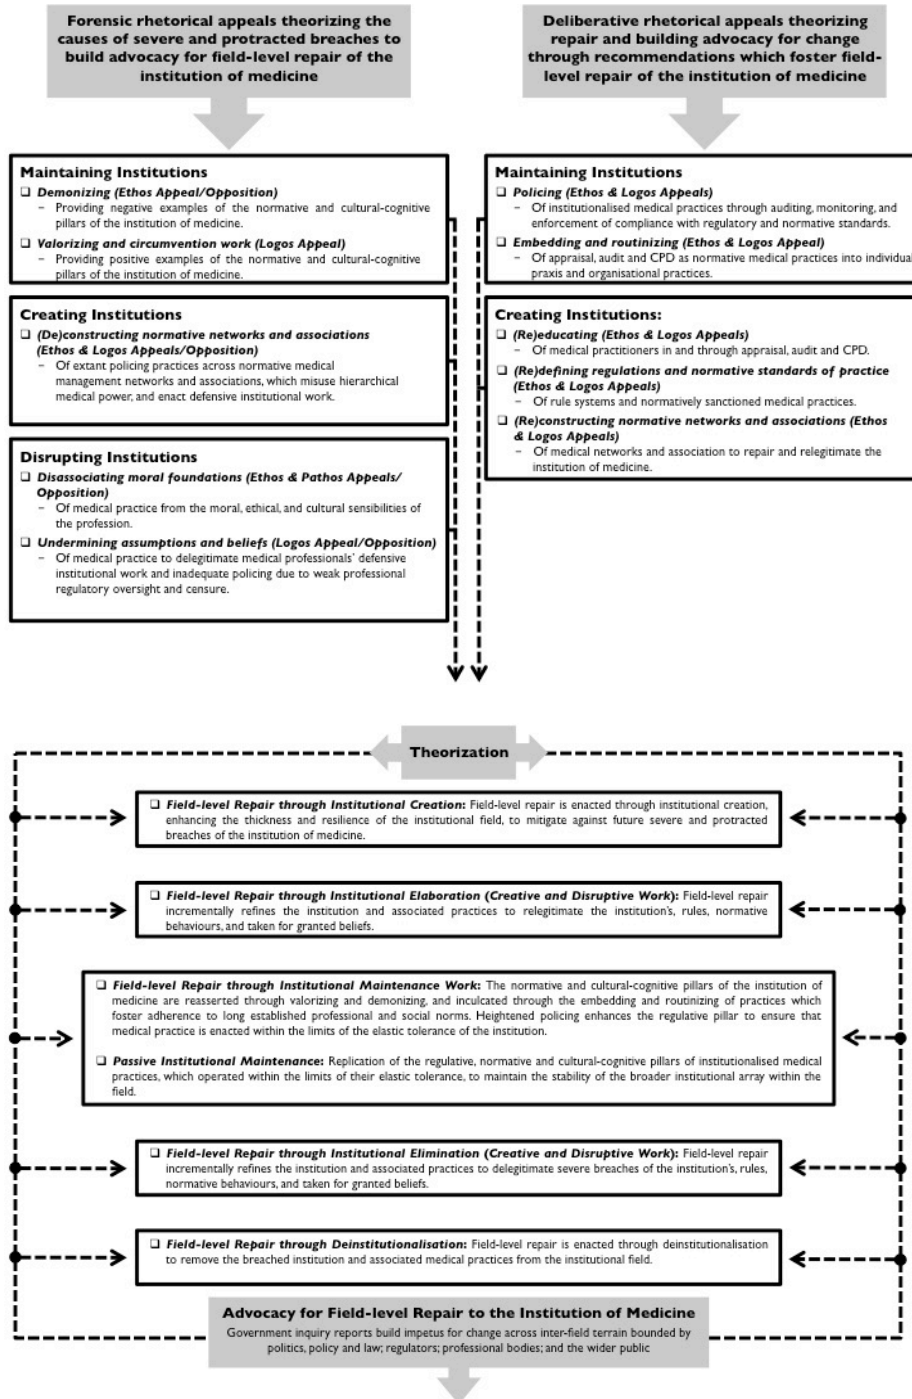 Forensic rhetorical appeals theorizing the
causes of severe and protracted breaches to
build advocacy for field-level repair of the
institution of medicine
Maintaining Institutions
❑ Demonizing (Ethos Appeal/Opposition)
– Providing negative examples of the normative and cultural-cognitive
pillars of the institution of medicine.
❑ Valorizing and circumvention work (Logos Appeal)
– Providing positive examples of the normative and cultural-cognitive
pillars of the institution of medicine.
Creating Institutions
❑ (De)constructing normative networks and associations
(Ethos & Logos Appeals/Opposition)
– Of extant policing practices across normative medical
management networks and associations, which misuse hierarchical
medical power, and enact defensive institutional work.
Disrupting Institutions
❑ Disassociating moral foundations (Ethos & Pathos Appeals/
Opposition)
– Of medical practice from the moral, ethical, and cultural sensibilities of
the profession.
❑ Undermining assumptions and beliefs (Logos Appeal/Opposition)
– Of medical practice to delegitimate medical professionals' defensive
institutional work and inadequate policing due to weak professional
regulatory oversight and censure.
Deliberative rhetorical appeals theorizing
repair and building advocacy for change
through recommendations which foster field-
level repair of the institution of medicine
Maintaining Institutions
❑ Policing (Ethos & Logos Appeals)
– Of institutionalised medical practices through auditing, monitoring, and
enforcement of compliance with regulatory and normative standards.
❑ Embedding and routinizing (Ethos & Logos Appeal)
– Of appraisal, audit and CPD as normative medical practices into individual
praxis and organisational practices.
Creating Institutions:
❑ (Re)educating (Ethos & Logos Appeals)
– Of medical practitioners in and through appraisal, audit and CPD.
❑ (Re)defining regulations and normative standards of practice
(Ethos & Logos Appeals)
– Of rule systems and normatively sanctioned medical practices.
❑ (Re)constructing normative networks and associations (Ethos
& Logos Appeals)
– Of medical networks and association to repair and relegitimate the
institution of medicine.
Theorization
❑ Field-level Repair through Institutional Creation: Field-level repair is enacted through institutional creation,
enhancing the thickness and resilience of the institutional field, to mitigate against future severe and protracted
breaches of the institution of medicine.
❑ Field-level Repair through Institutional Elaboration (Creative and Disruptive Work): Field-level repair
incrementally refines the institution and associated practices to relegitimate the institution's, rules, normative
behaviours, and taken for granted beliefs.
❑ Field-level Repair through Institutional Maintenance Work: The normative and cultural-cognitive pillars of the institution of
medicine are reasserted through valorizing and demonizing, and inculcated through the embedding and routinizing of practices which
foster adherence to long established professional and social norms. Heightened policing enhances the regulative pillar to ensure that
medical practice is enacted within the limits of the elastic tolerance of the institution.
❑ Passive Institutional Maintenance: Replication of the regulative, normative and cultural-cognitive pillars of institutionalised medical
practices, which operated within the limits of their elastic tolerance, to maintain the stability of the broader institutional array within the
field.
❑ Field-level Repair through Institutional Elimination (Creative and Disruptive Work): Field-level repair
incrementally refines the institution and associated practices to delegitimate severe breaches of the institution's, rules,
normative behaviours, and taken for granted beliefs.
❑ Field-level Repair through Deinstitutionalisation: Field-level repair is enacted through deinstitutionalisation
to remove the breached institution and associated medical practices from the institutional field.
Advocacy for Field-level Repair to the Institution of Medicine
Government inquiry reports build impetus for change across inter-field terrain bounded by
politics, policy and law; regulators; professional bodies; and the wider public